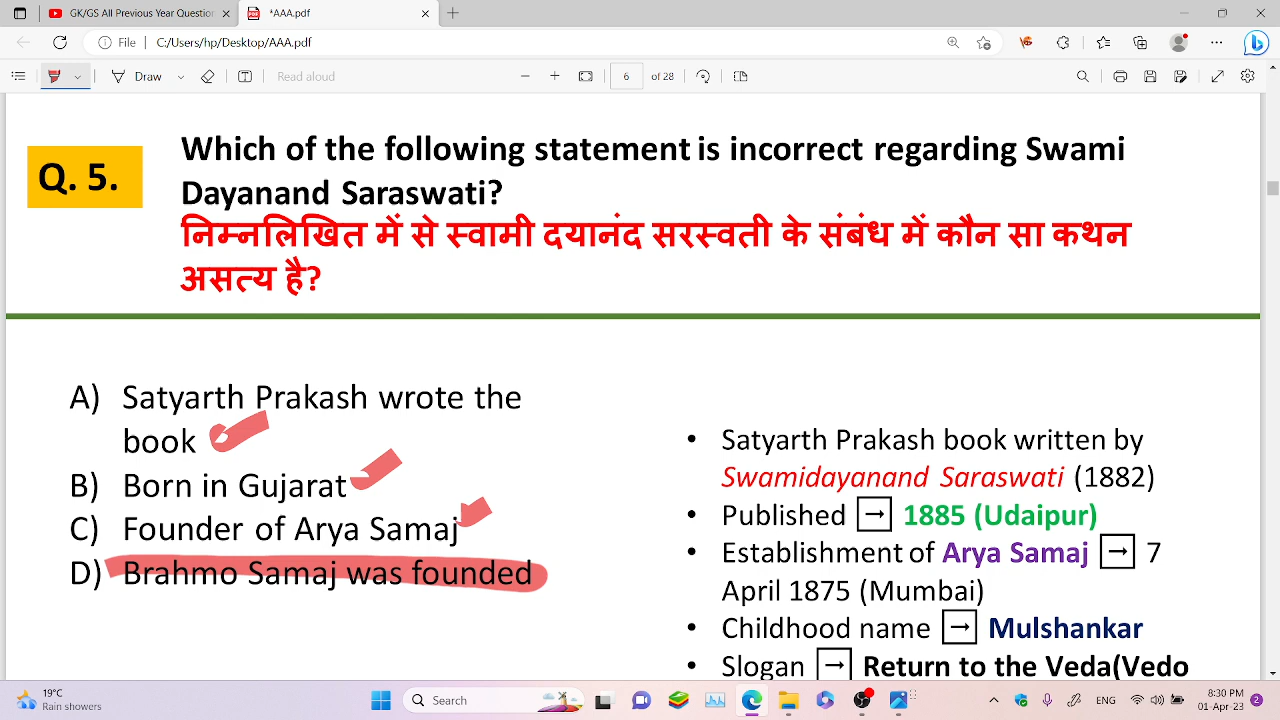 GK/GS All Previous Year Question
*AAA.pdf
File C:/Users/hp/Desktop/AAA.pdf
Draw Read aloud 6 of 28
Q. 5. Which of the following statement is incorrect regarding Swami
Dayanand Saraswati?
निम्नलिखित में से स्वामी दयानंद सरस्वती के संबंध में कौन सा कथन
असत्य है?
A) Satyarth Prakash wrote the
book
B) Born in Gujarat
C) Founder of Arya Samaj
D) Brahmo Samaj was founded
• Satyarth Prakash book written by
Swamidayanand Saraswati (1882)
• Published → 1885 (Udaipur)
• Establishment of Arya Samaj → 7
April 1875 (Mumbai)
• Childhood name → Mulshankar
• Slogan → Return to the Veda(Vedo
19°C
Rain showers
Search
ENG
8:30 PM
01-Apr-23
2